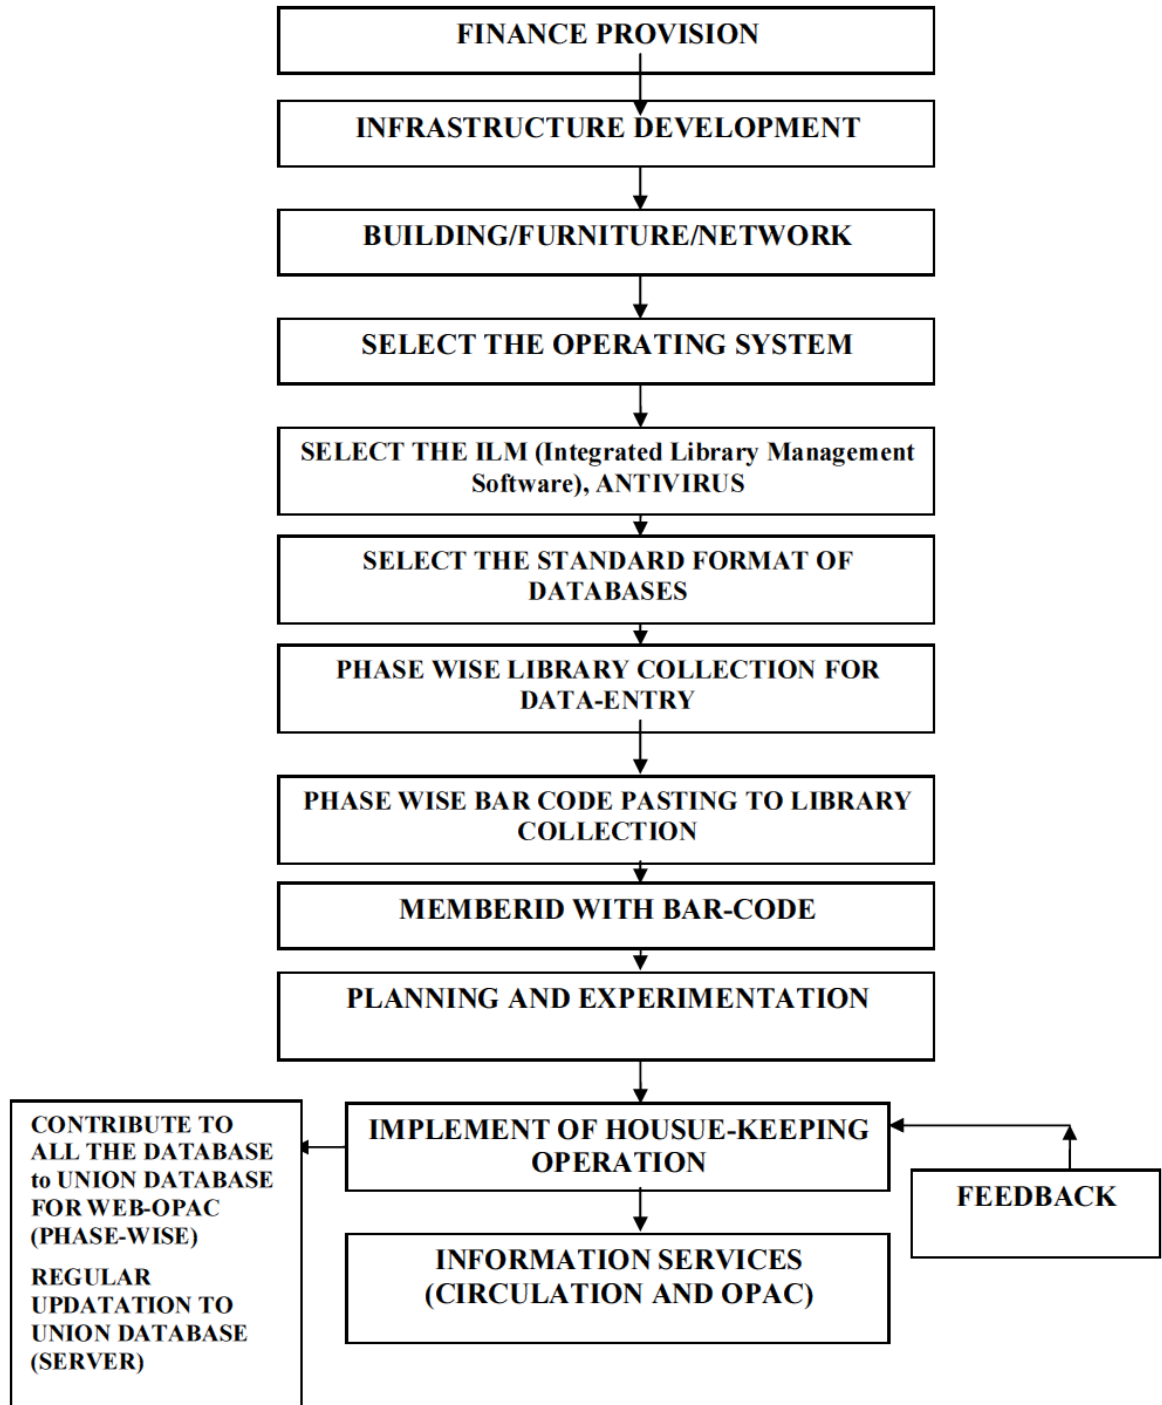 FINANCE PROVISION
INFRASTRUCTURE DEVELOPMENT
BUILDING/FURNITURE/NETWORK
SELECT THE OPERATING SYSTEM
SELECT THE ILM (Integrated Library Management
Software), ANTIVIRUS
SELECT THE STANDARD FORMAT OF
DATABASES
PHASE WISE LIBRARY COLLECTION FOR
DATA-ENTRY
PHASE WISE BAR CODE PASTING TO LIBRARY
COLLECTION
MEMBERID WITH BAR-CODE
PLANNING AND EXPERIMENTATION
CONTRIBUTE TO
ALL THE DATABASE
to UNION DATABASE
FOR WEB-OPAC
(PHASE-WISE)
REGULAR
UPDATATION TO
UNION DATABASE
(SERVER)
IMPLEMENT OF HOUSUE-KEEPING
OPERATION
FEEDBACK
INFORMATION SERVICES
(CIRCULATION AND OPAC)